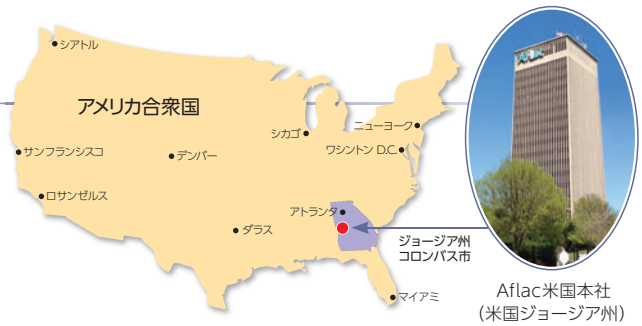 シアトル
アメリカ合衆国
シカゴ
ニューヨーク
サンフランシスコ
デンバー
ワシントン D.C.
ロサンゼルス
アトランタ
ダラス
ジョージア州
コロンバス市
マイアミ
Aflac
Aflac米国本社
(米国ジョージア州)